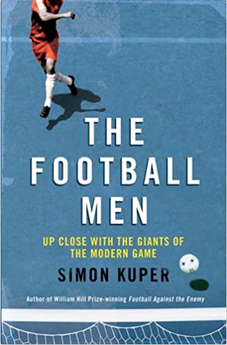 THE
FOOTBALL
MEN
UP CLOSE WITH THE GIANTS OF
THE MODERN GAME
SIMON KUPER
Author of William Hill Prize-winning Football Against the Enemy